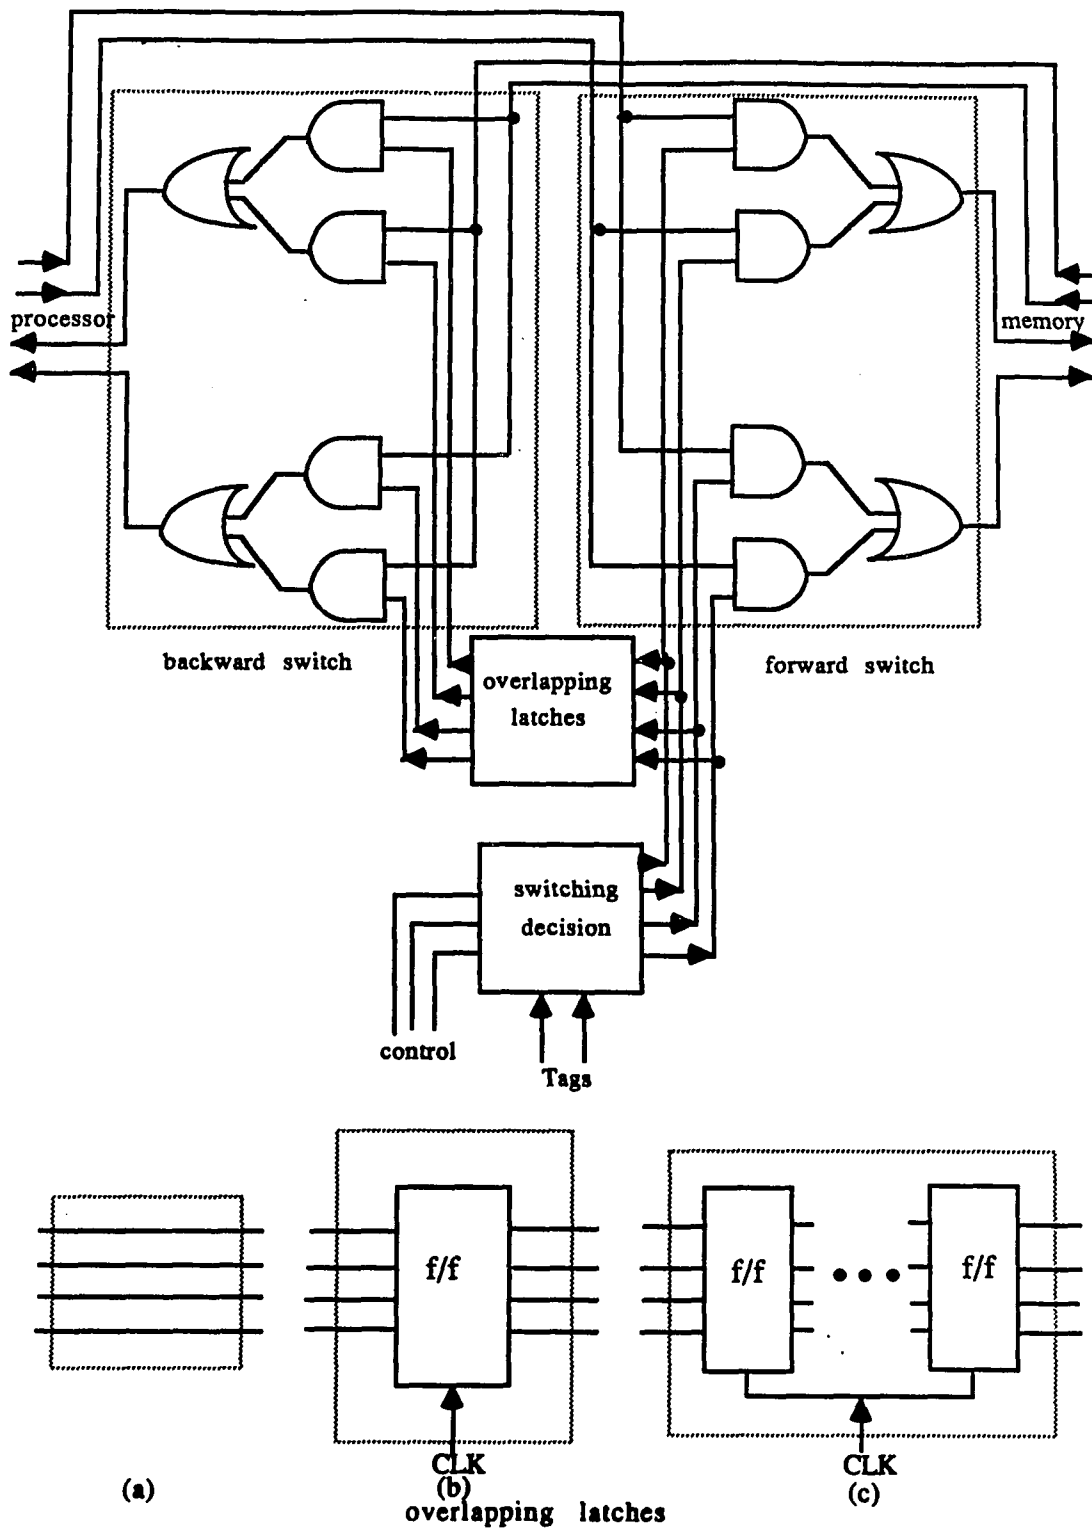 processor
memory
backward switch
forward switch
overlapping
latches
switching
decision
control
Tags
f/f
f/f
f/f
CLK
CLK
(a)
(b)
(c)
overlapping latches